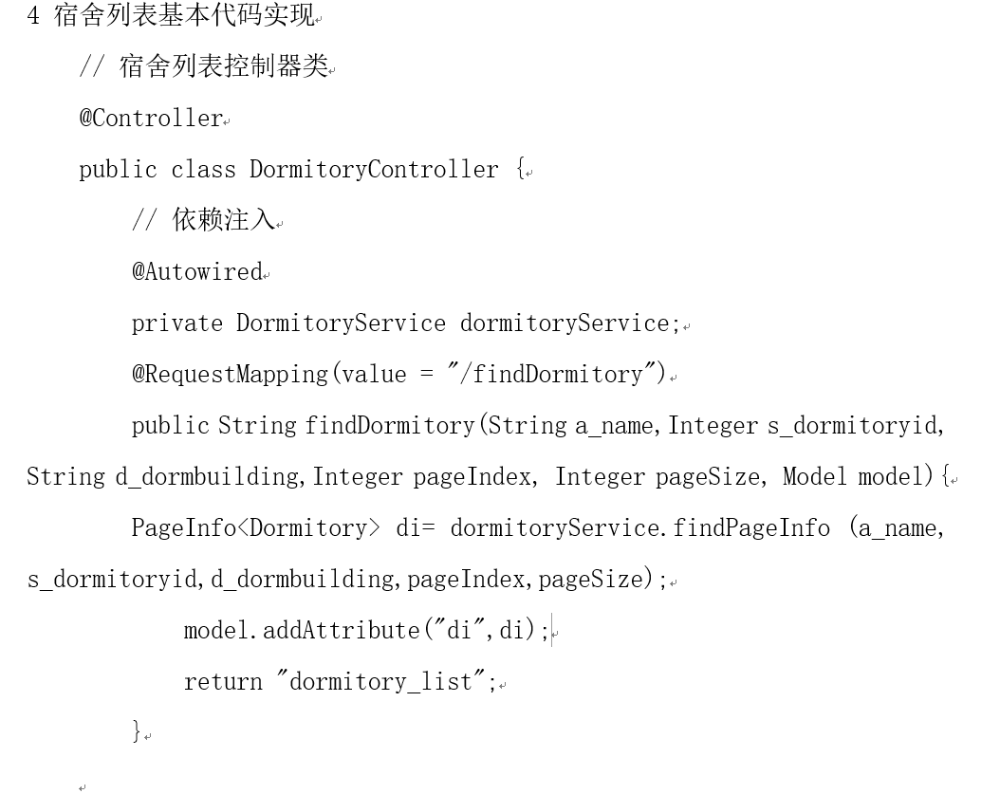 4 宿舍列表基本代码实现
// 宿舍列表控制器类
@Controller
public class DormitoryController {
// 依赖注入
@Autowired
private DormitoryService dormitoryService;
@RequestMapping(value = "/findDormitory")
public String findDormitory(String a_name,Integer s_dormitoryid,
String d_dormbuilding,Integer pageIndex, Integer pageSize, Model model){
PageInfo<Dormitory> di= dormitoryService.findPageInfo (a_name,
s_dormitoryid,d_dormbuilding,pageIndex,pageSize);
model.addAttribute("di",di);
return "dormitory_list";
}